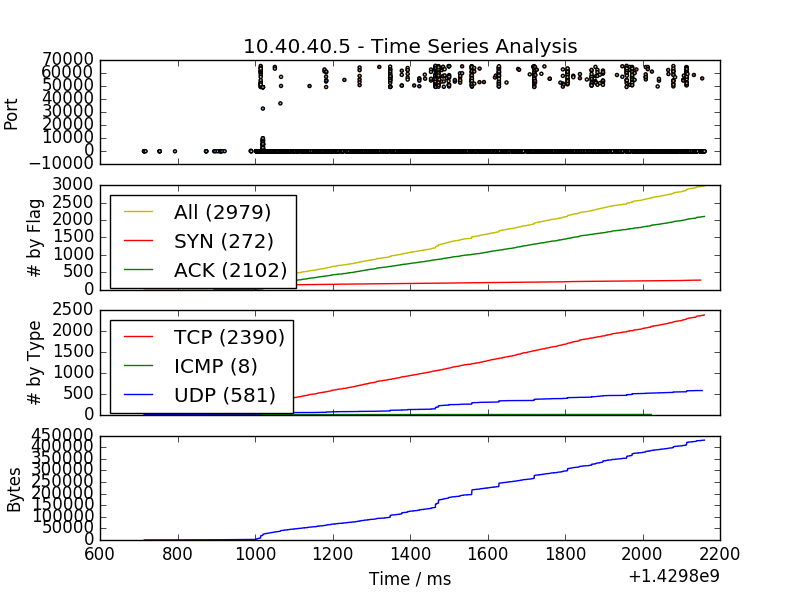 10.40.40.5 - Time Series Analysis
70000
60000
50000
40000
30000
20000
10000
0
−10000
Port
3000
2500
2000
1500
1000
500
0
# by Flag
All (2979)
SYN (272)
ACK (2102)
2500
2000
1500
1000
500
0
# by Type
TCP (2390)
ICMP (8)
UDP (581)
450000
400000
350000
300000
250000
200000
150000
100000
50000
0
Bytes
600 800 1000 1200 1400 1600 1800 2000 2200
Time / ms
+1.4298e9